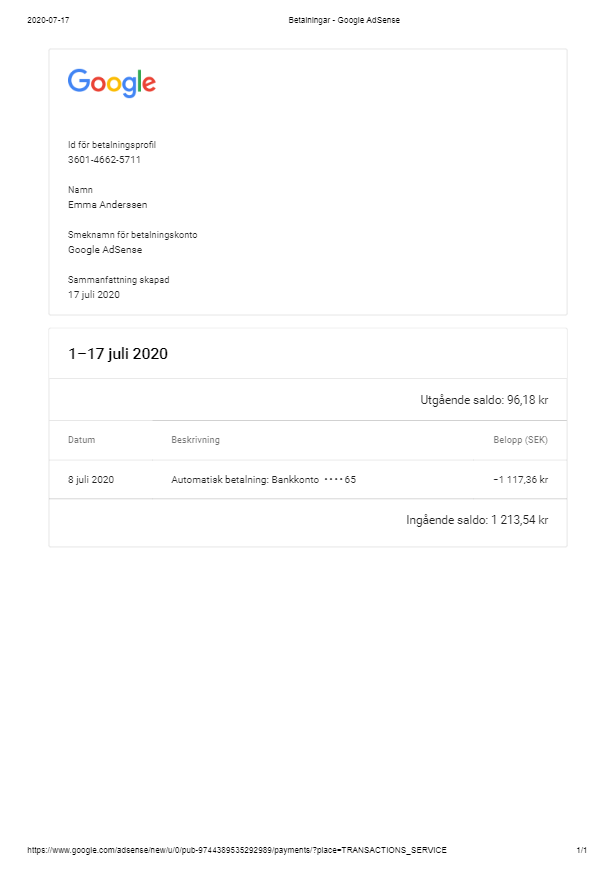 2020-07-17 Betalningar - Google AdSense
Google
Id för betalningsprofil
3601-4662-5711
Namn
Emma Anderssen
Smeknamn för betalningskonto
Google AdSense
Sammanfattning skapad
17 juli 2020
1–17 juli 2020
Utgående saldo: 96,18 kr
Datum Beskrivning Belopp (SEK)
8 juli 2020 Automatisk betalning: Bankkonto ••••65 −1 117,36 kr
Ingående saldo: 1 213,54 kr
https://www.google.com/adsense/new/u/0/pub-9744389535292989/payments/?place=TRANSACTIONS_SERVICE 1/1